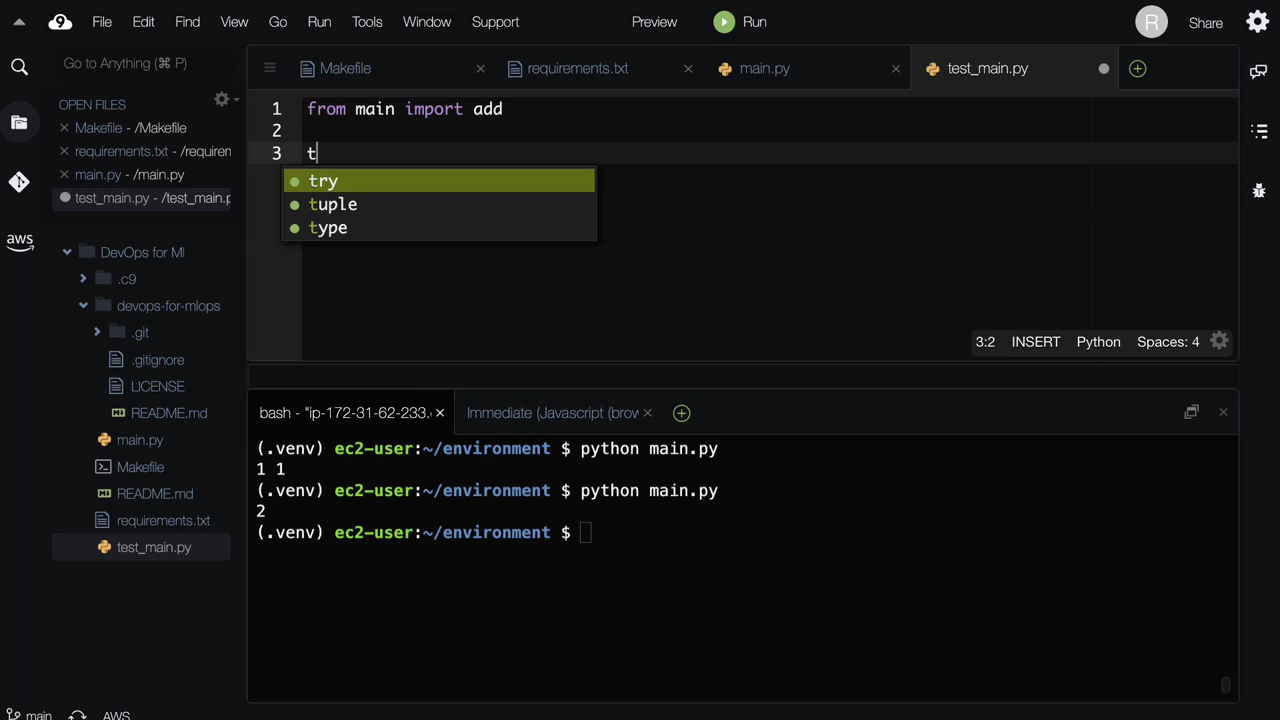 File Edit Find View Go Run Tools Window Support Preview Run R Share
Go to Anything (⌘ P)
Makefile requirements.txt main.py test_main.py
OPEN FILES
Makefile - /Makefile
requirements.txt - /requiren
main.py - /main.py
test_main.py - /test_main.p
aws
DevOps for Ml
.c9
devops-for-mlops
.git
.gitignore
LICENSE
README.md
main.py
Makefile
README.md
requirements.txt
test_main.py
1 from main import add
2
3 t
try
tuple
type
3:2 INSERT Python Spaces: 4
bash - "ip-172-31-62-233. Immediate (Javascript (brow
(.venv) ec2-user:~/environment $ python main.py
1 1
(.venv) ec2-user:~/environment $ python main.py
2
(.venv) ec2-user:~/environment $
main AWS